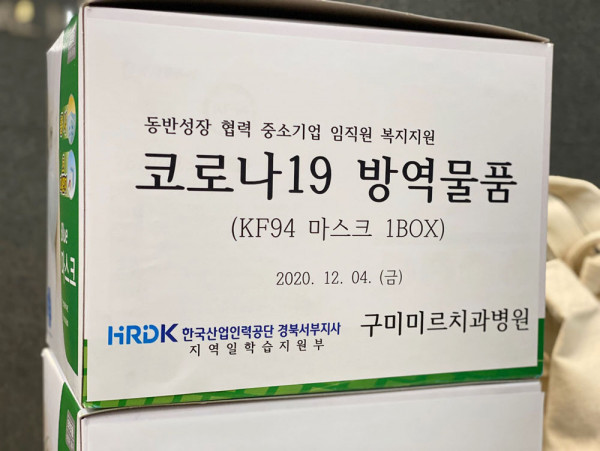 동반성장 협력 중소기업 임직원 복지지원
코로나19 방역물품
(KF94 마스크 1BOX)
2020. 12. 04. (금)
HRDK 한국산업인력공단 경북서부지사
지역일학습지원부
구미미르치과병원
Blue